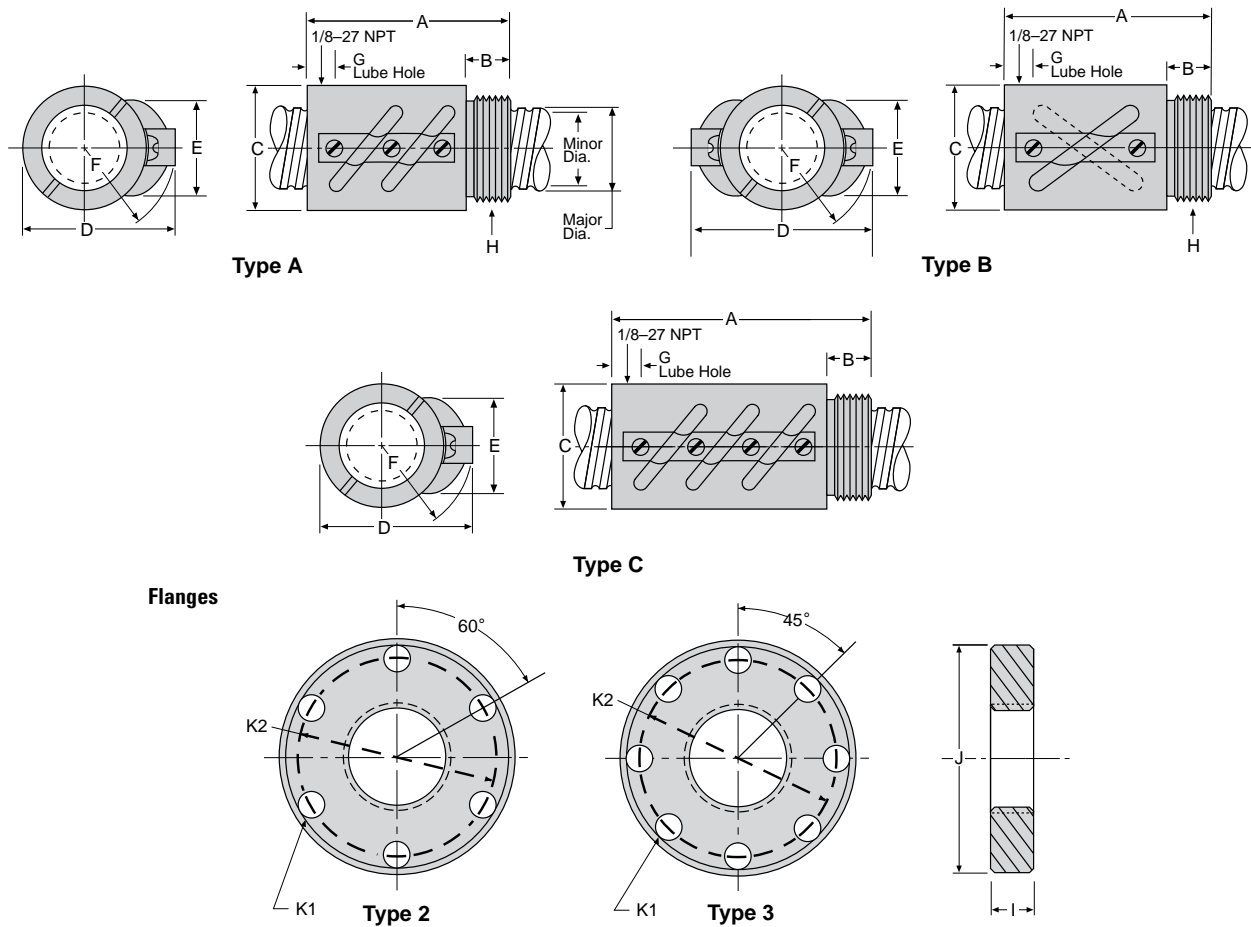 A
1/8–27 NPT
G
Lube Hole
B
C
D
E
F
Minor
Dia.
Major
Dia.
H
Type A
A
1/8–27 NPT
G
Lube Hole
B
C
D
E
F
H
Type B
A
1/8–27 NPT
G
Lube Hole
B
C
D
E
F
Type C
Flanges
60°
K2
K1
Type 2
45°
K2
K1
Type 3
J
I